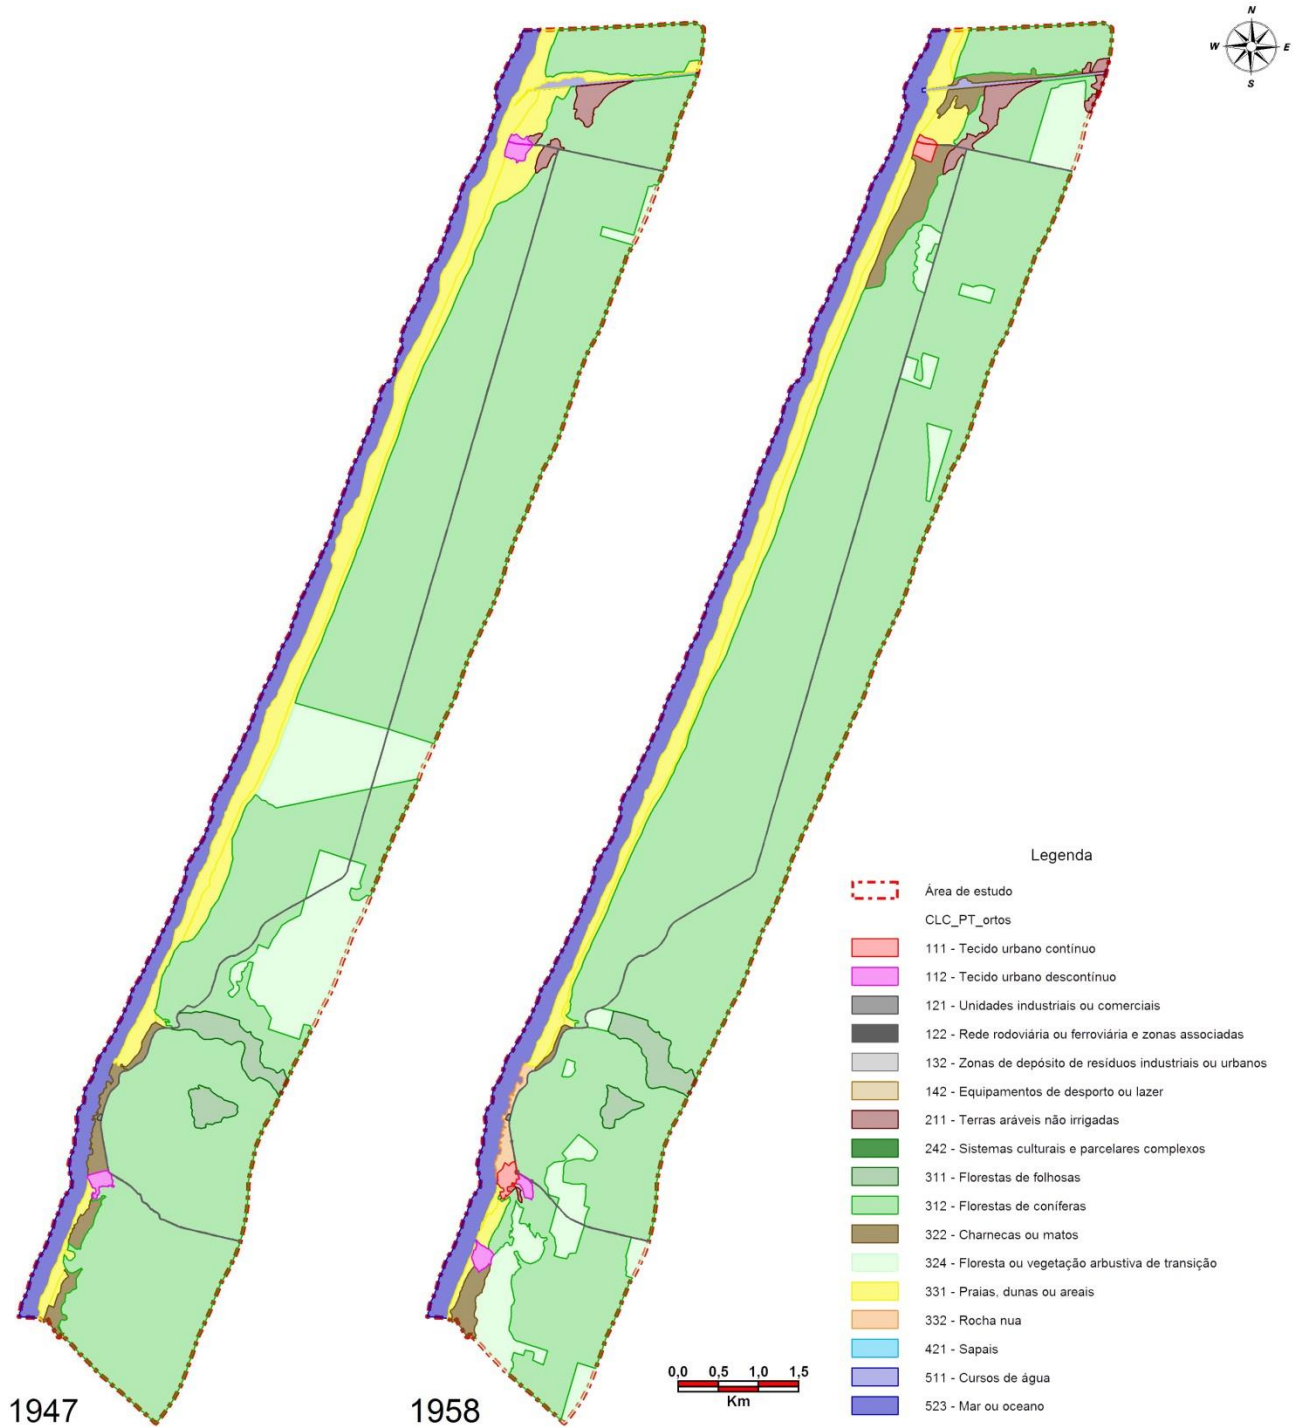 N
W E
S
Legenda
Área de estudo
CLC_PT_ortos
111 - Tecido urbano contínuo
112 - Tecido urbano descontínuo
121 - Unidades industriais ou comerciais
122 - Rede rodoviária ou ferroviária e zonas associadas
132 - Zonas de depósito de resíduos industriais ou urbanos
142 - Equipamentos de desporto ou lazer
211 - Terras aráveis não irrigadas
242 - Sistemas culturais e parcelares complexos
311 - Florestas de folhosas
312 - Florestas de coníferas
322 - Charnecas ou matos
324 - Floresta ou vegetação arbustiva de transição
331 - Praias, dunas ou areais
332 - Rocha nua
421 - Sapais
511 - Cursos de água
523 - Mar ou oceano
0,0 0,5 1,0 1,5
Km
1947
1958